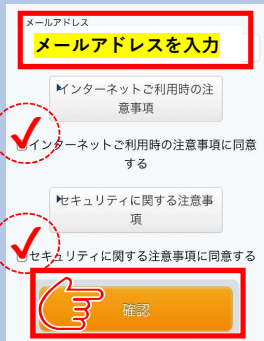 メールアドレス
メールアドレスを入力
インターネットご利用時の注
意事項
インターネットご利用時の注意事項に同意
する
セキュリティに関する注意事
項
セキュリティに関する注意事項に同意する
確認